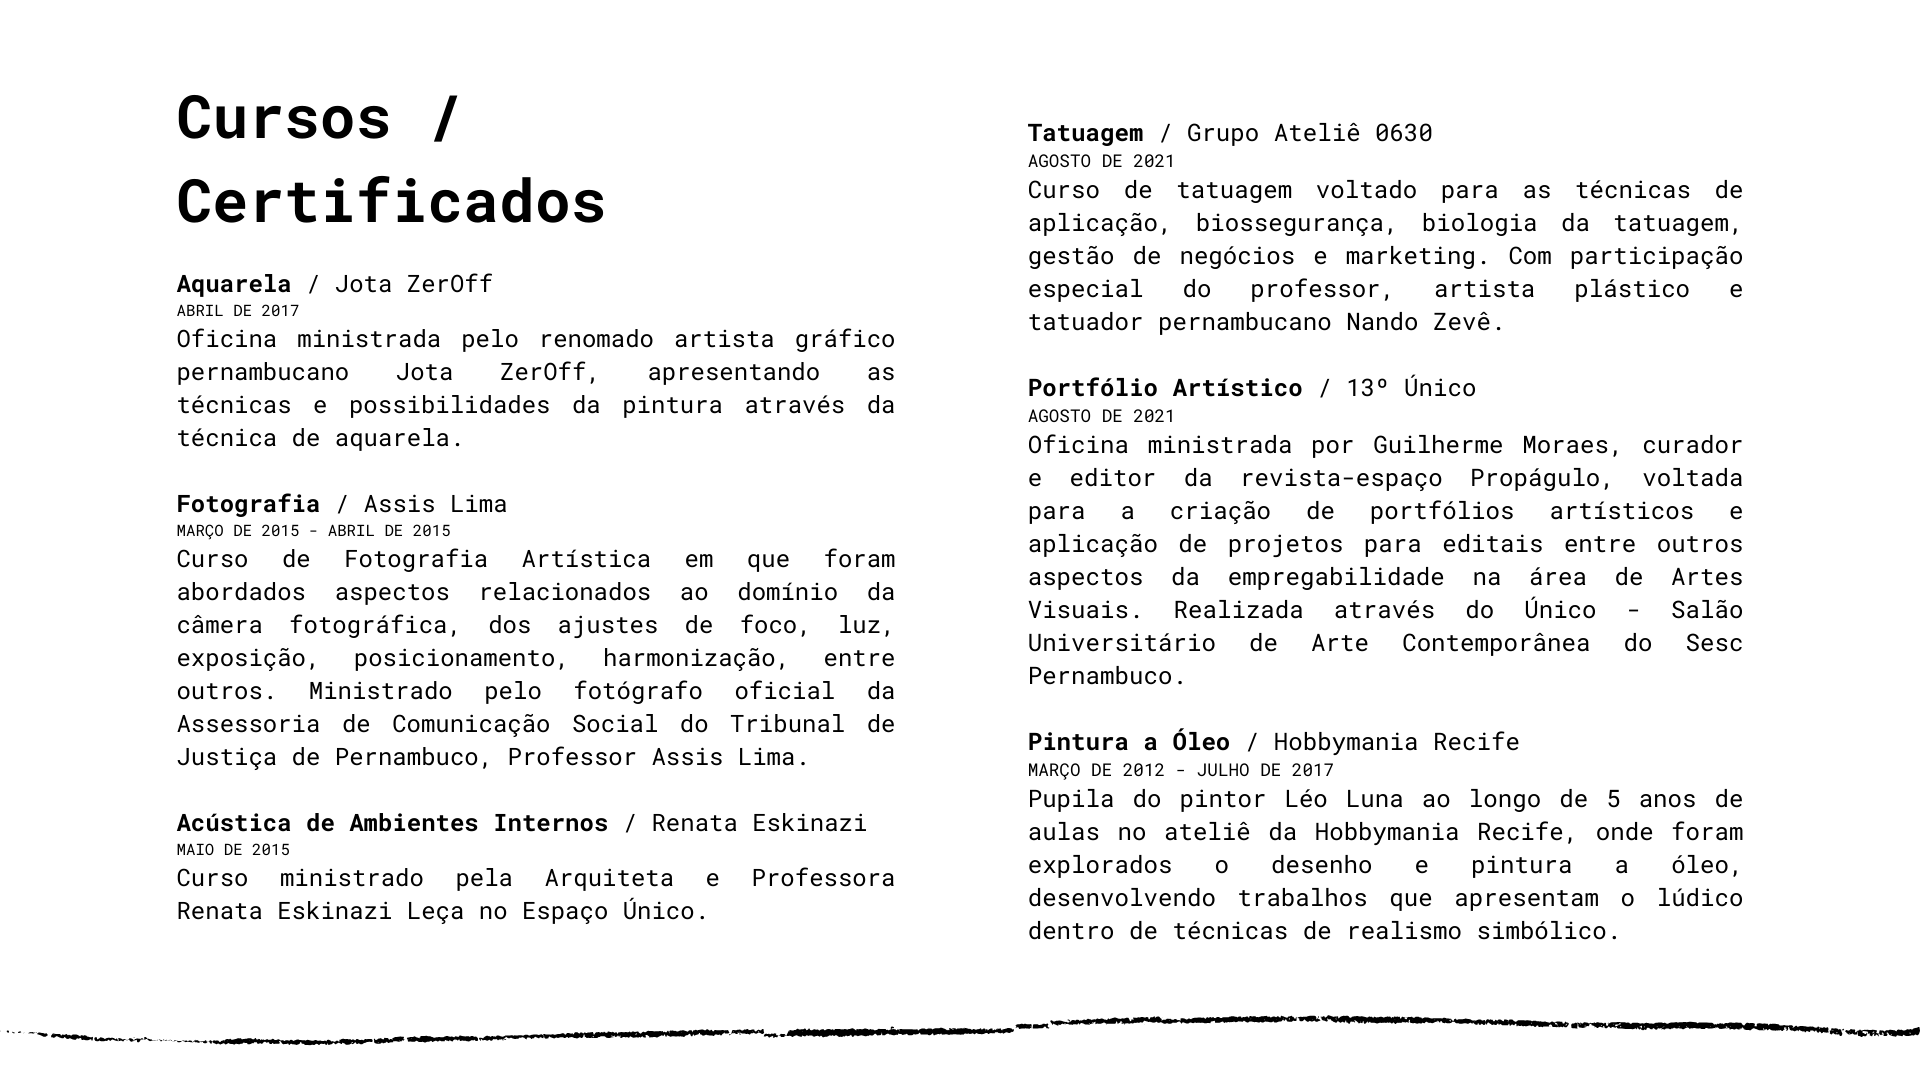 Cursos /
Certificados
Aquarela / Jota ZerOff
ABRIL DE 2017
Oficina ministrada pelo renomado artista gráfico
pernambucano Jota ZerOff, apresentando as
técnicas e possibilidades da pintura através da
técnica de aquarela.
Fotografia / Assis Lima
MARÇO DE 2015 - ABRIL DE 2015
Curso de Fotografia Artística em que foram
abordados aspectos relacionados ao domínio da
câmera fotográfica, dos ajustes de foco, luz,
exposição, posicionamento, harmonização, entre
outros. Ministrado pelo fotógrafo oficial da
Assessoria de Comunicação Social do Tribunal de
Justiça de Pernambuco, Professor Assis Lima.
Acústica de Ambientes Internos / Renata Eskinazi
MAIO DE 2015
Curso ministrado pela Arquiteta e Professora
Renata Eskinazi Leça no Espaço Único.
Tatuagem / Grupo Ateliê 0630
AGOSTO DE 2021
Curso de tatuagem voltado para as técnicas de
aplicação, biossegurança, biologia da tatuagem,
gestão de negócios e marketing. Com participação
especial do professor, artista plástico e
tatuador pernambucano Nando Zevê.
Portfólio Artístico / 13º Único
AGOSTO DE 2021
Oficina ministrada por Guilherme Moraes, curador
e editor da revista-espaço Propágulo, voltada
para a criação de portfólios artísticos e
aplicação de projetos para editais entre outros
aspectos da empregabilidade na área de Artes
Visuais. Realizada através do Único - Salão
Universitário de Arte Contemporânea do Sesc
Pernambuco.
Pintura a Óleo / Hobbymania Recife
MARÇO DE 2012 - JULHO DE 2017
Pupila do pintor Léo Luna ao longo de 5 anos de
aulas no ateliê da Hobbymania Recife, onde foram
explorados o desenho e pintura a óleo,
desenvolvendo trabalhos que apresentam o lúdico
dentro de técnicas de realismo simbólico.